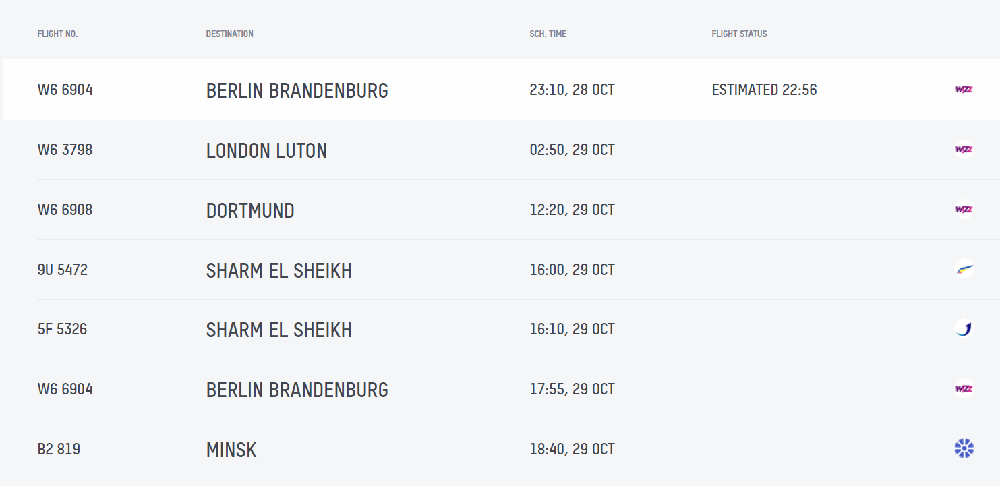 FLIGHT NO. DESTINATION SCH. TIME FLIGHT STATUS
W6 6904 BERLIN BRANDENBURG 23:10, 28 OCT ESTIMATED 22:56 WIZZ
W6 3798 LONDON LUTON 02:50, 29 OCT WIZZ
W6 6908 DORTMUND 12:20, 29 OCT WIZZ
9U 5472 SHARM EL SHEIKH 16:00, 29 OCT
5F 5326 SHARM EL SHEIKH 16:10, 29 OCT
W6 6904 BERLIN BRANDENBURG 17:55, 29 OCT WIZZ
B2 819 MINSK 18:40, 29 OCT